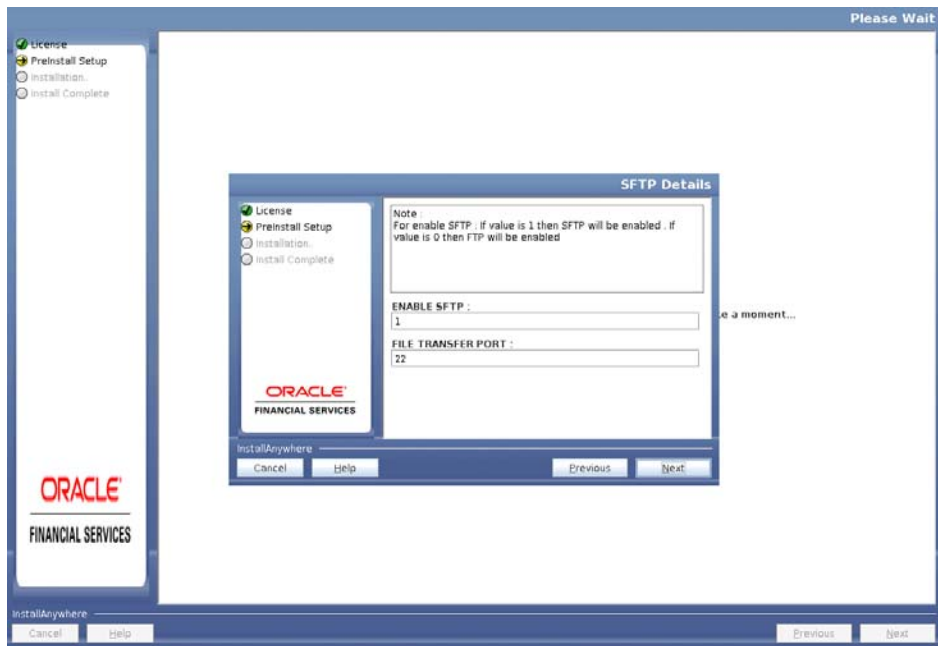 Please Wait
License
PreInstall Setup
Installation..
Install Complete
SFTP Details
License
PreInstall Setup
Installation..
Install Complete
Note :
For enable SFTP : If value is 1 then SFTP will be enabled . If
value is 0 then FTP will be enabled
ENABLE SFTP :
1
a moment...
FILE TRANSFER PORT :
22
ORACLE'
FINANCIAL SERVICES
InstallAnywhere
Cancel Help Previous Next
ORACLE'
FINANCIAL SERVICES
InstallAnywhere
Cancel Help Previous Next